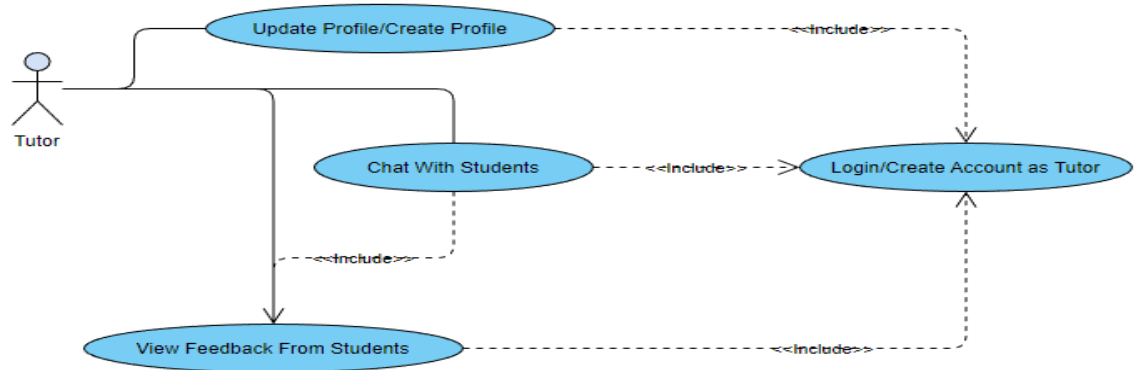 Update Profile/Create Profile
<<Include>>
Tutor
Chat With Students
<<Include>>
Login/Create Account as Tutor
<<Include>>
View Feedback From Students
<<Include>>